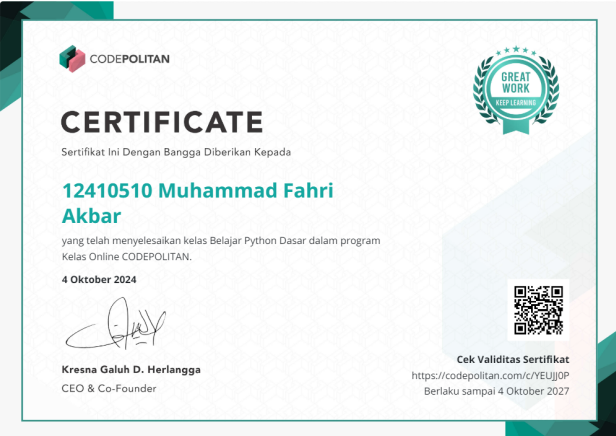 CODEPOLITAN
GREAT
WORK
KEEP LEARNING
CERTIFICATE
Sertifikat Ini Dengan Bangga Diberikan Kepada
12410510 Muhammad Fahri
Akbar
yang telah menyelesaikan kelas Belajar Python Dasar dalam program
Kelas Online CODEPOLITAN.
4 Oktober 2024
Kresna Galuh D. Herlangga
CEO & Co-Founder
Cek Validitas Sertifikat
https://codepolitan.com/c/YEUJJ0P
Berlaku sampai 4 Oktober 2027